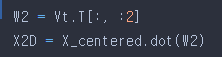 W2 = Vt.T[:, :2]
X2D = X_centered.dot(W2)